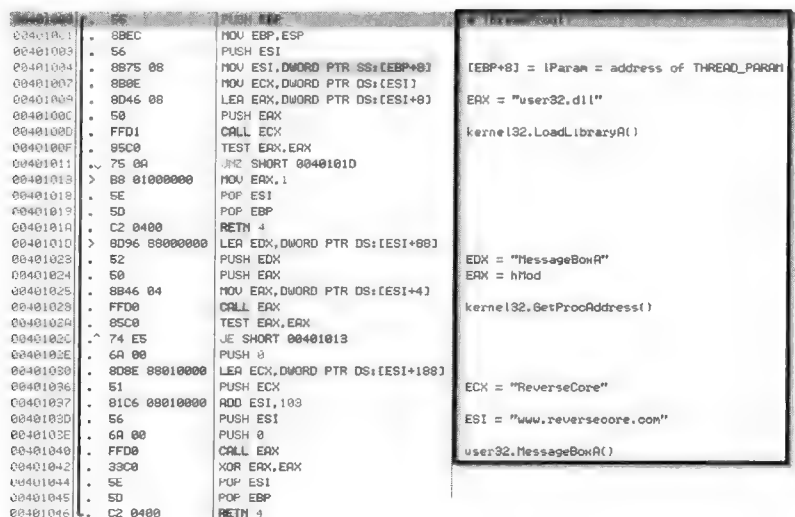 55 PUSH EBP
8BEC MOV EBP,ESP
00401003 . 56 PUSH ESI
00401004 . 8B75 08 MOV ESI,DWORD PTR SS:[EBP+8] [EBP+8] = lParam = address of THREAD_PARAM
00401007 . 8B0E MOV ECX,DWORD PTR DS:[ESI]
00401009 . 8D46 08 LEA EAX,DWORD PTR DS:[ESI+8] EAX = "user32.dll"
0040100C . 50 PUSH EAX
0040100D . FFD1 CALL ECX kernel32.LoadLibraryA()
0040100F . 85C0 TEST EAX,EAX
00401011 .v 75 0A JNZ SHORT 0040101D
00401013 > B8 01000000 MOV EAX,1
00401018 . 5E POP ESI
00401019 . 5D POP EBP
0040101A . C2 0400 RETN 4
0040101D > 8D96 88000000 LEA EDX,DWORD PTR DS:[ESI+88]
00401023 . 52 PUSH EDX EDX = "MessageBoxA"
00401024 . 50 PUSH EAX EAX = hMod
00401025 . 8B46 04 MOV EAX,DWORD PTR DS:[ESI+4]
00401028 . FFD0 CALL EAX kernel32.GetProcAddress()
0040102A . 85C0 TEST EAX,EAX
0040102C .^ 74 E5 JE SHORT 00401013
0040102E . 6A 00 PUSH 0
00401030 . 8D8E 88010000 LEA ECX,DWORD PTR DS:[ESI+188]
00401036 . 51 PUSH ECX ECX = "ReverseCore"
00401037 . 81C6 08010000 ADD ESI,108
0040103D . 56 PUSH ESI ESI = "www.reversecore.com"
0040103E . 6A 00 PUSH 0
00401040 . FFD0 CALL EAX user32.MessageBoxA()
00401042 . 33C0 XOR EAX,EAX
00401044 . 5E POP ESI
00401045 . 5D POP EBP
00401046 . C2 0400 RETN 4